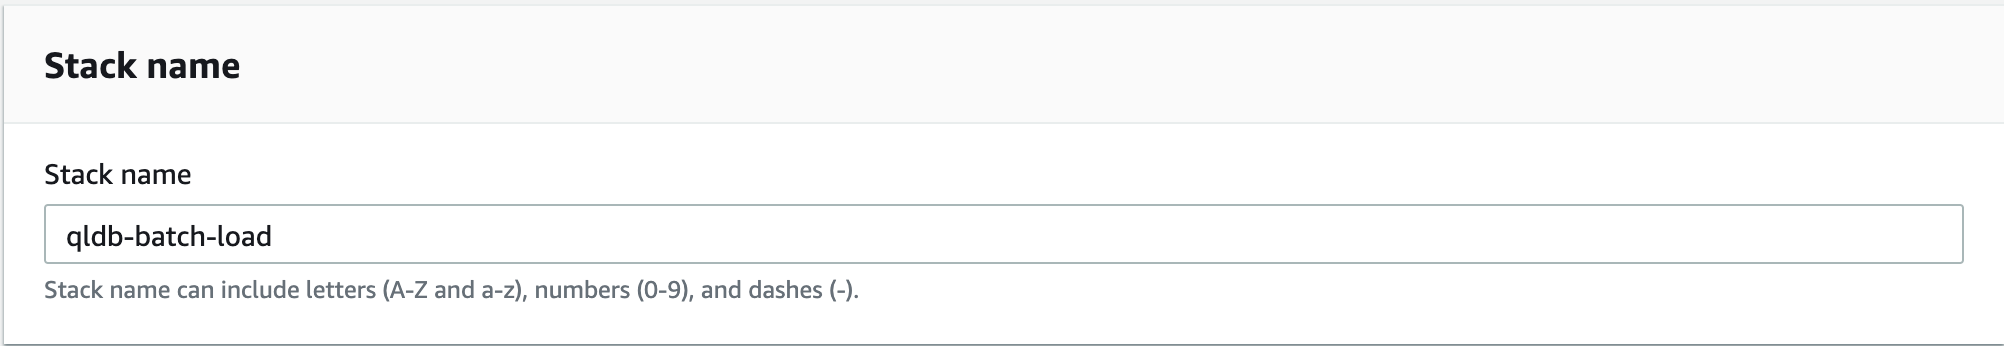 Stack name
Stack name
qldb-batch-load
Stack name can include letters (A-Z and a-z), numbers (0-9), and dashes (-).